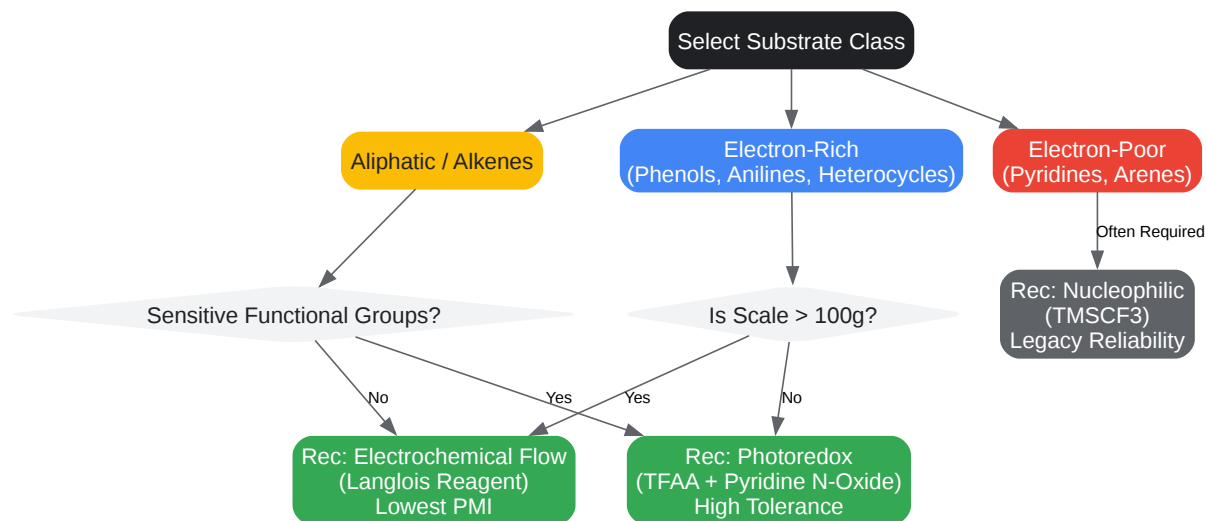 Select Substrate Class
Aliphatic / Alkenes
Electron-Rich
(Phenols, Anilines, Heterocycles)
Electron-Poor
(Pyridines, Arenes)
Often Required
Sensitive Functional Groups?
Is Scale > 100g?
Rec: Nucleophilic
(TMSCF3)
Legacy Reliability
No
Yes
Yes
No
Rec: Electrochemical Flow
(Langlois Reagent)
Lowest PMI
Rec: Photoredox
(TFAA + Pyridine N-Oxide)
High Tolerance